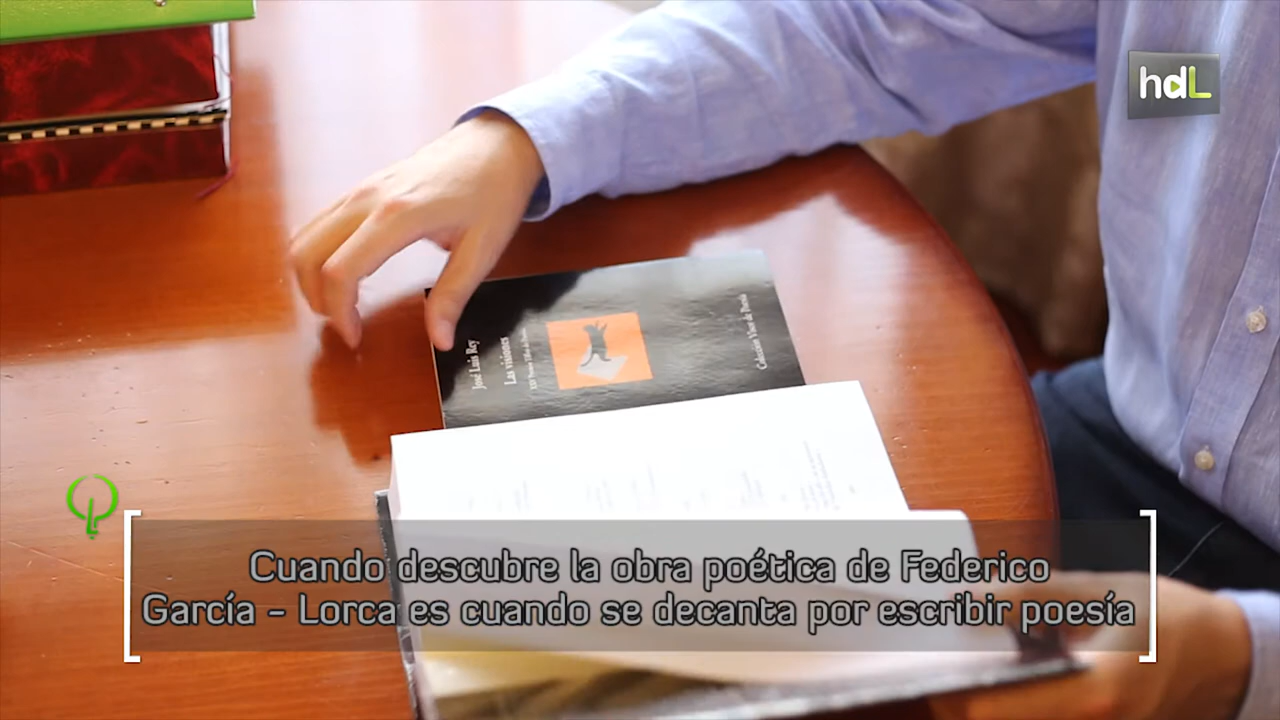 hdL
José Luis Rey
Las visiones
Colección Visor de Poesía
Cuando descubre la obra poética de Federico
García - Lorca es cuando se decanta por escribir poesía